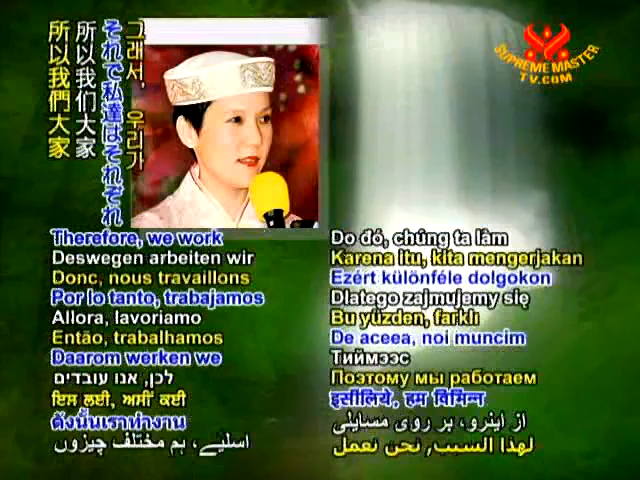 所以我們大家
所以我们大家
それで私達はそれぞれ
그래서, 우리가
SUPREME MASTER
TV.COM
Therefore, we work
Deswegen arbeiten wir
Donc, nous travaillons
Por lo tanto, trabajamos
Allora, lavoriamo
Então, trabalhamos
Daarom werken we
לכן, אנו עובדים
ਇਸ ਲਈ, ਅਸੀਂ ਕਈ
ดังนั้นเราทำงาน
اسلیے، ہم مختلف چیزوں
Do đó, chúng ta làm
Karena itu, kita mengerjakan
Ezért különféle dolgokon
Dlatego zajmujemy się
Bu yüzden, farklı
De aceea, noi muncim
Тиймээс
Поэтому мы работаем
इसीलिये, हम विभिन्न
از اینرو، بر روی مسایلی
لهذا السبب, نحن نعمل